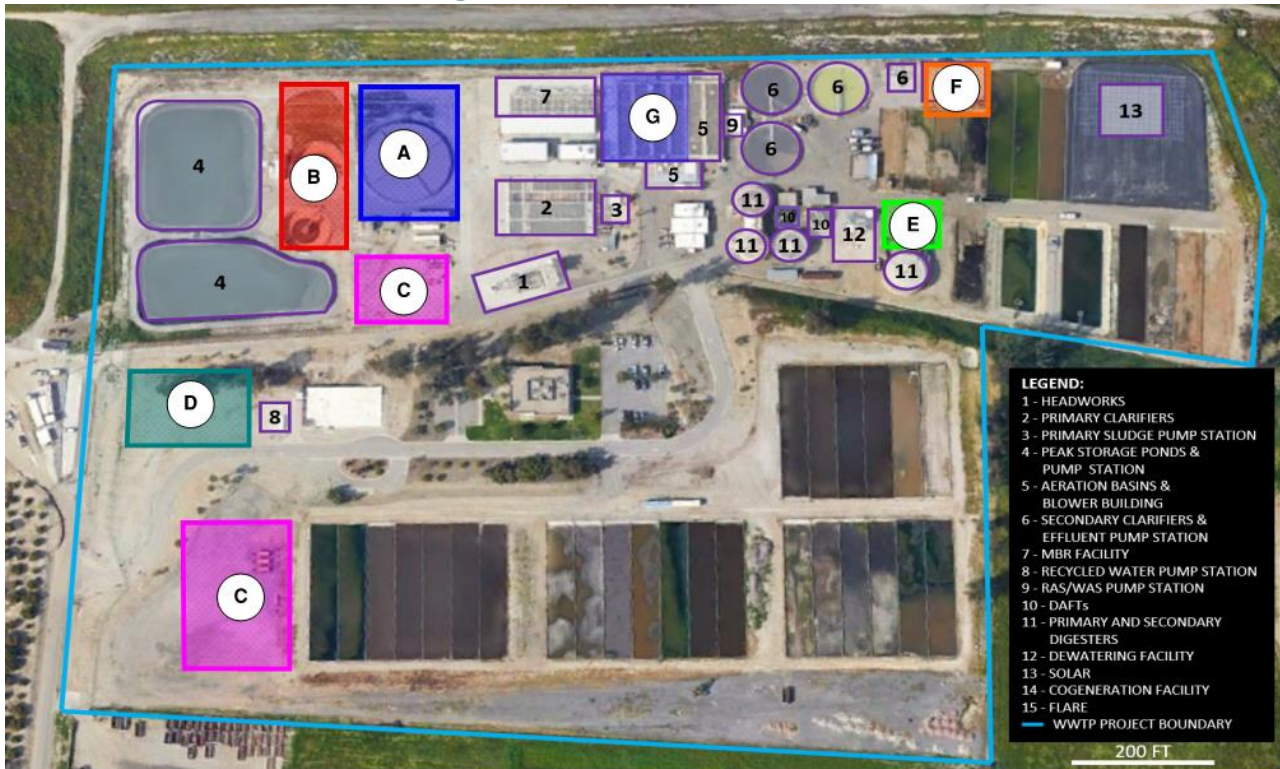 7
6
6
6
F
13
G
5
9
A
B
4
6
5
11
2
3
10
10
12
E
11
11
11
4
C
1
D
8
C
LEGEND:
1 - HEADWORKS
2 - PRIMARY CLARIFIERS
3 - PRIMARY SLUDGE PUMP STATION
4 - PEAK STORAGE PONDS &
PUMP STATION
5 - AERATION BASINS &
BLOWER BUILDING
6 - SECONDARY CLARIFIERS &
EFFLUENT PUMP STATION
7 - MBR FACILITY
8 - RECYCLED WATER PUMP STATION
9 - RAS/WAS PUMP STATION
10 - DAFTs
11 - PRIMARY AND SECONDARY
DIGESTERS
12 - DEWATERING FACILITY
13 - SOLAR
14 - COGENERATION FACILITY
15 - FLARE
WWTP PROJECT BOUNDARY
200 FT